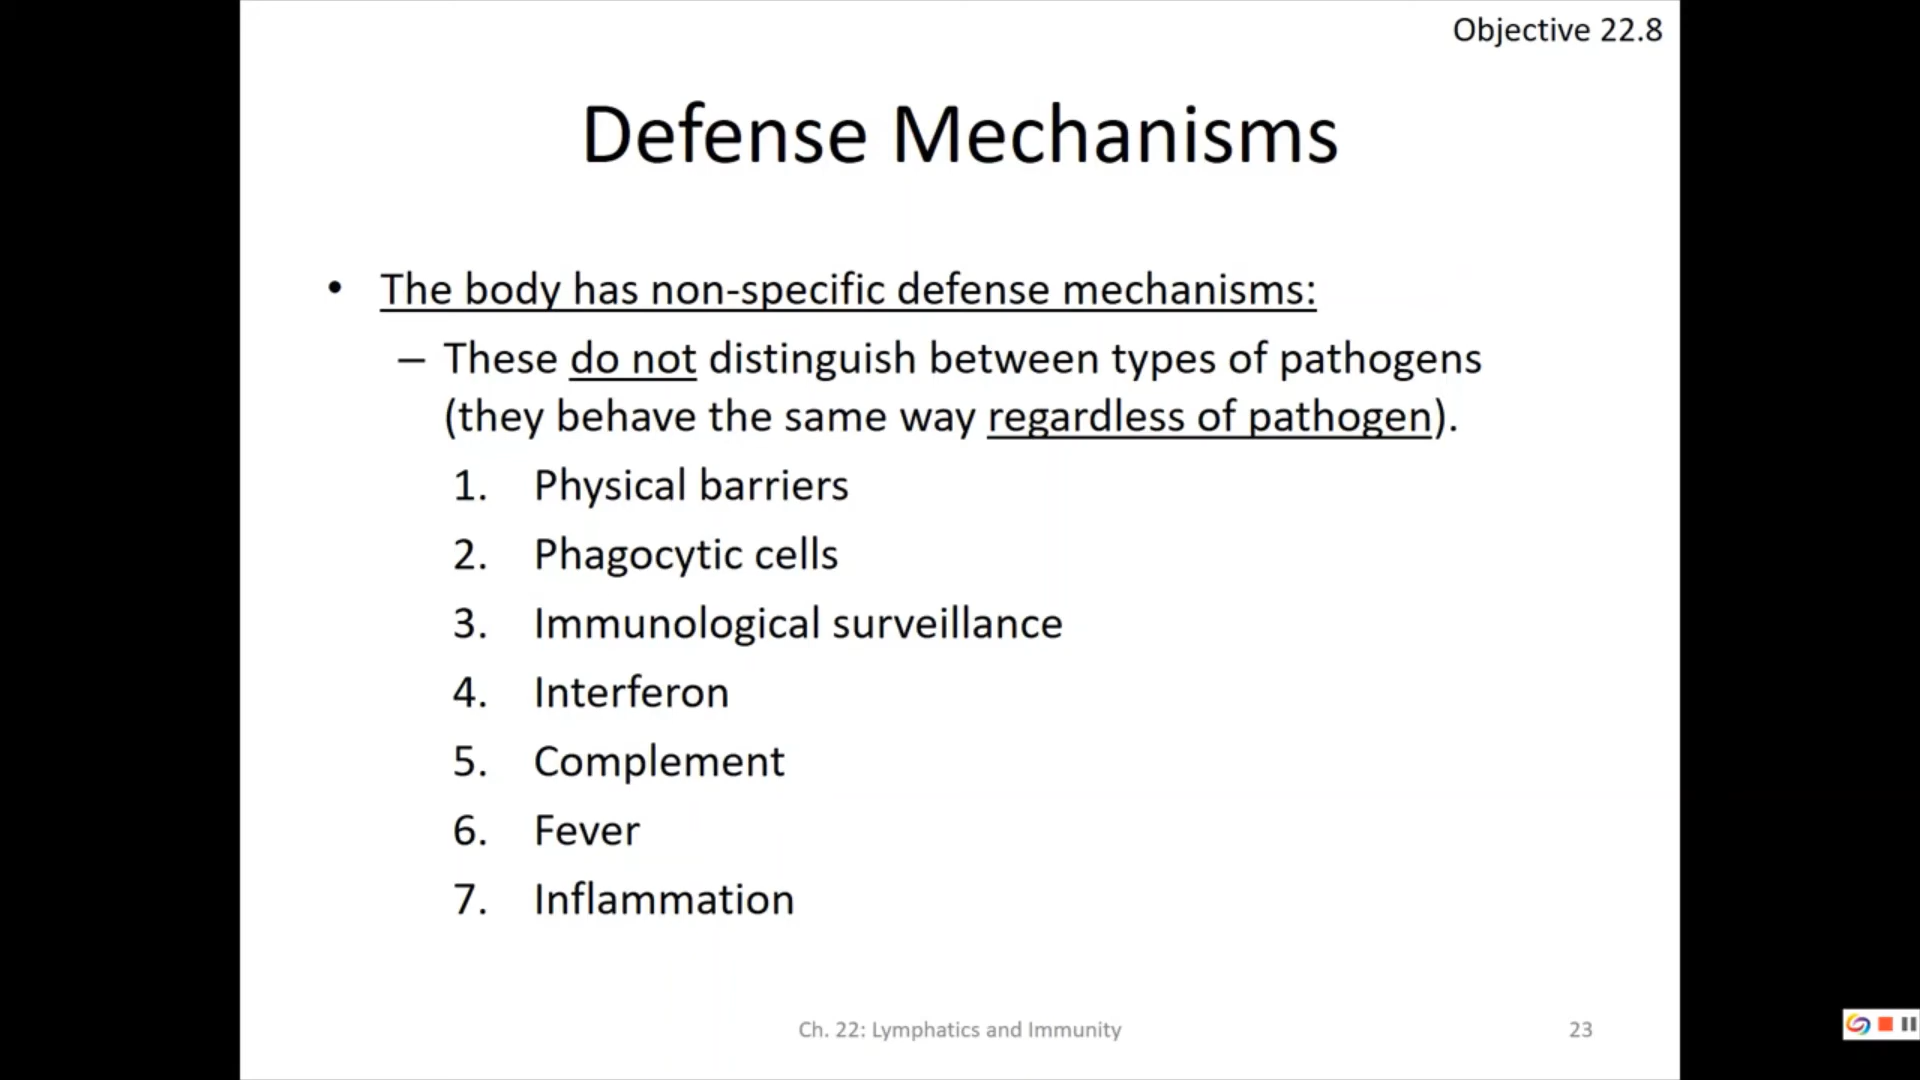 Objective 22.8
Defense Mechanisms
• The body has non-specific defense mechanisms:
– These do not distinguish between types of pathogens
(they behave the same way regardless of pathogen).
1. Physical barriers
2. Phagocytic cells
3. Immunological surveillance
4. Interferon
5. Complement
6. Fever
7. Inflammation
Ch. 22: Lymphatics and Immunity
23